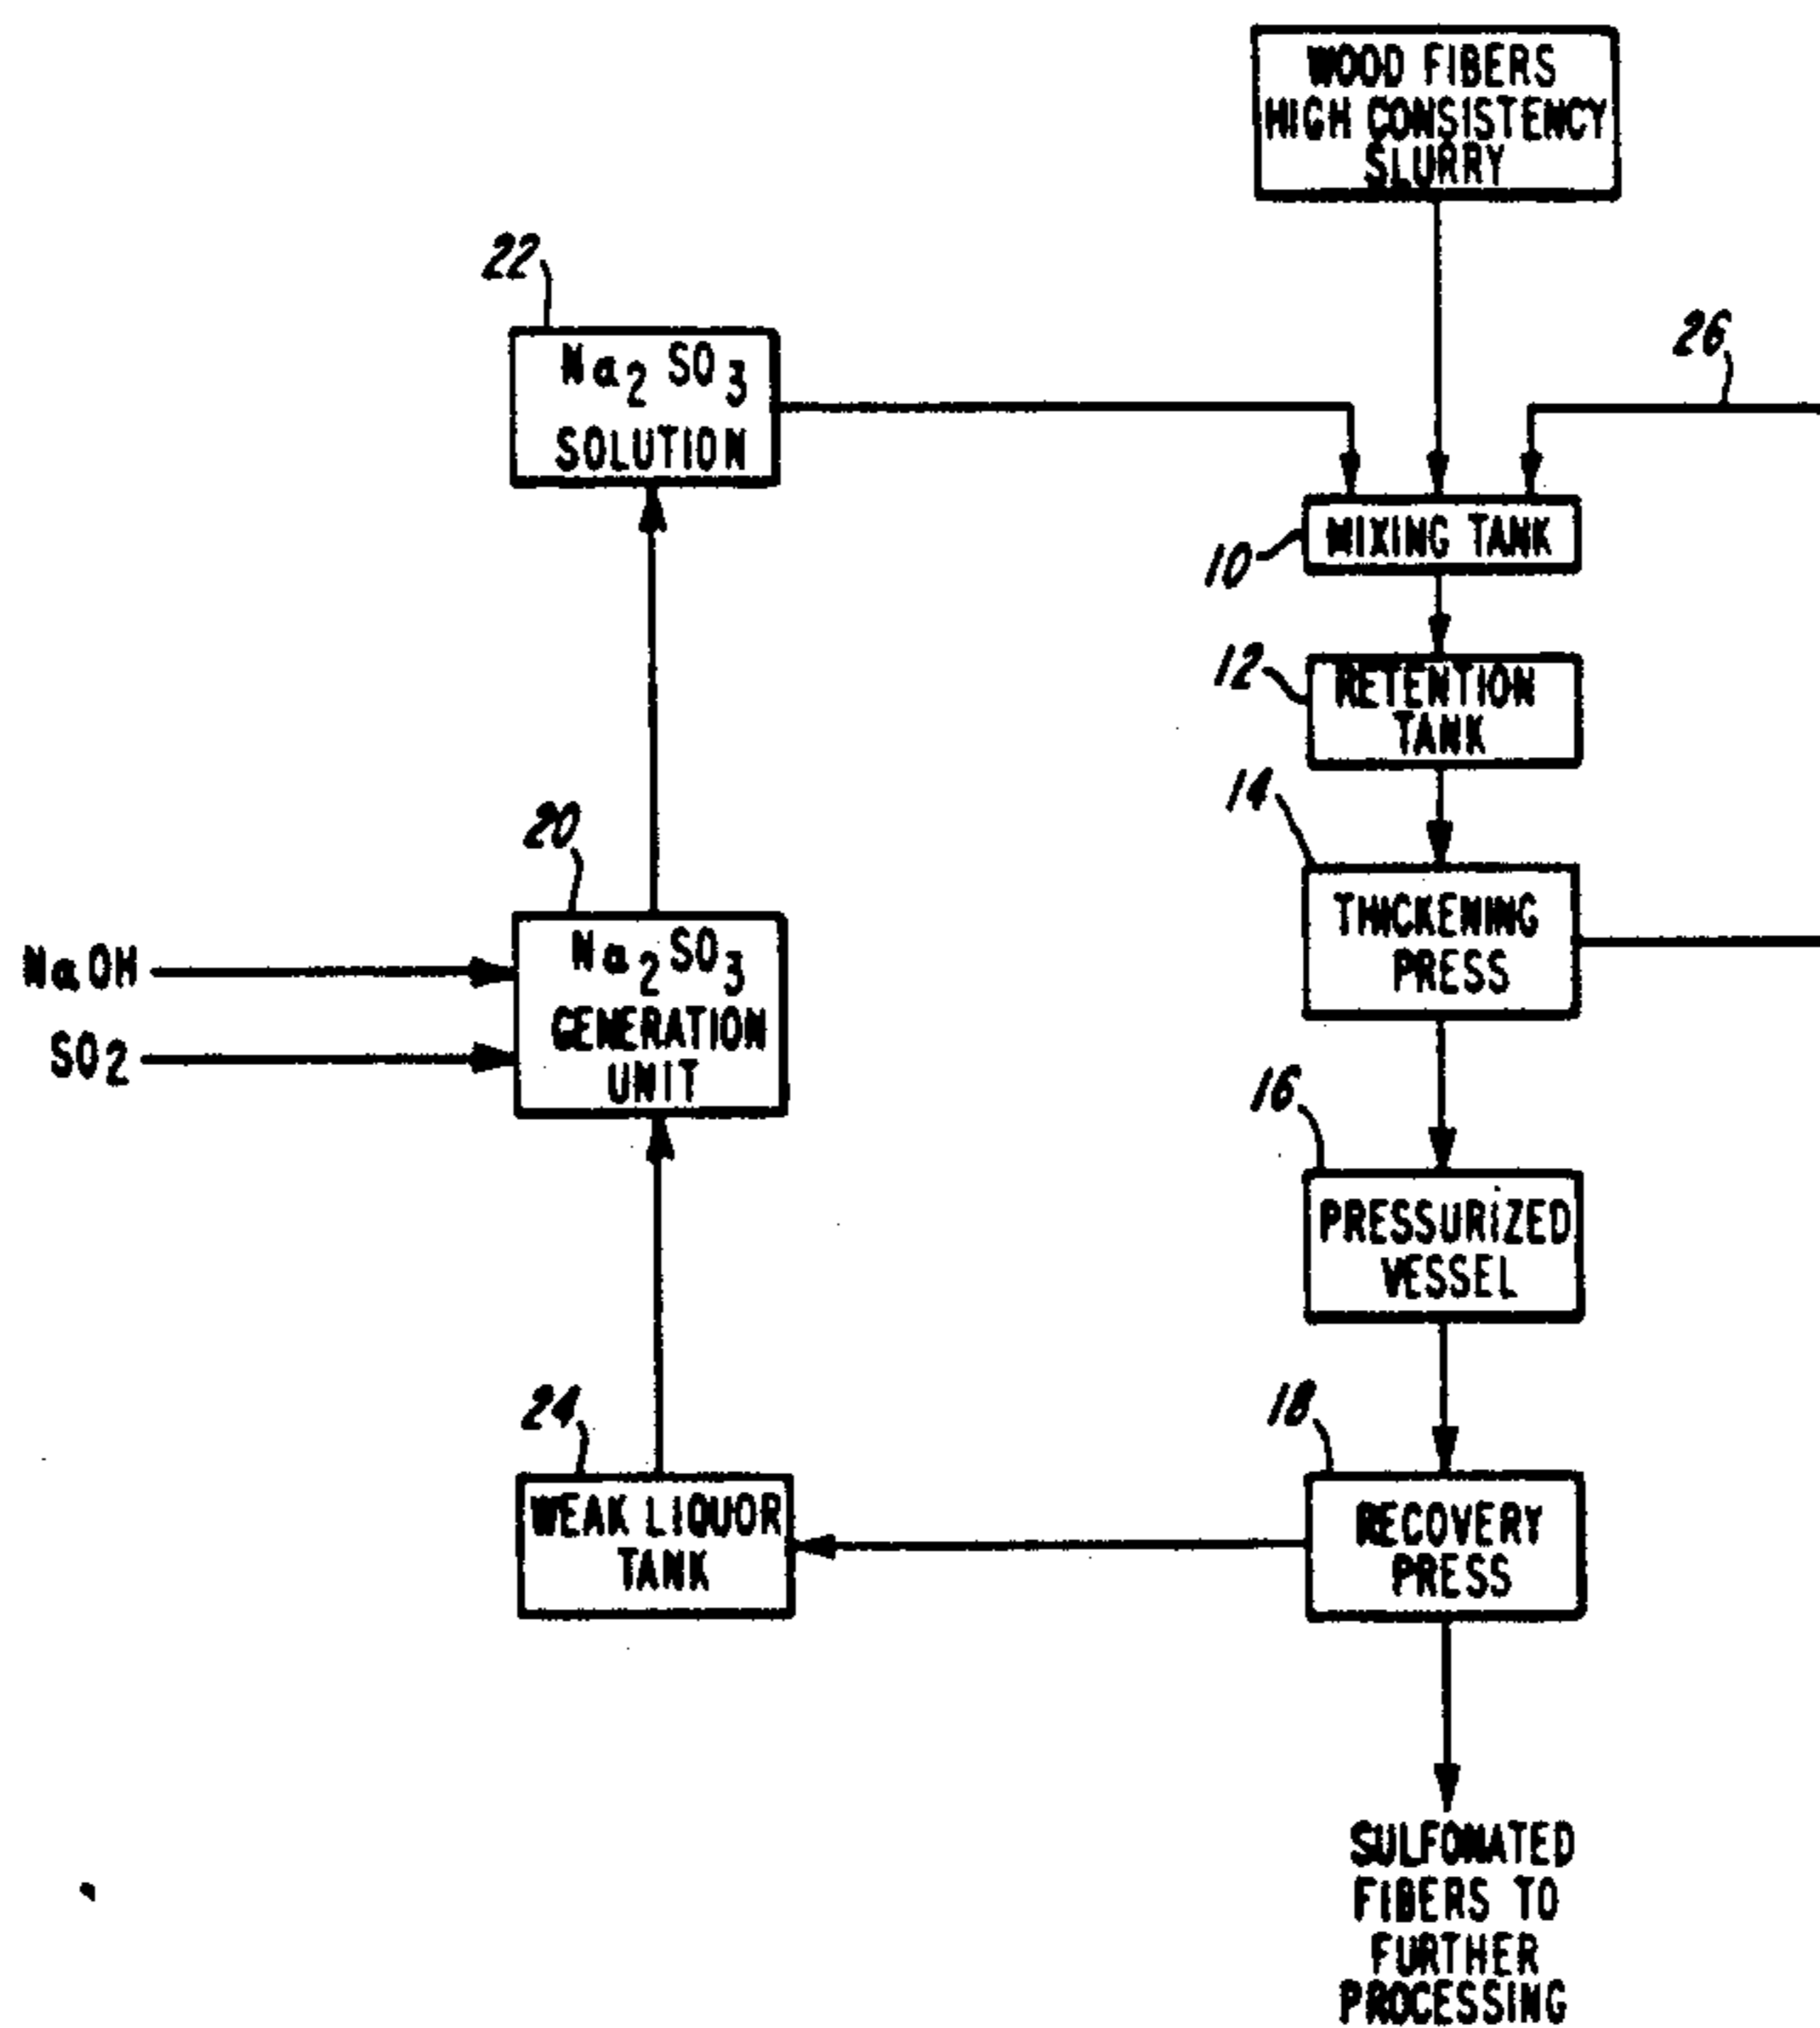 WOOD FIBERS
HIGH CONSISTENCY
SLURRY
22
26
Na2 SO3
SOLUTION
10
MIXING TANK
12
RETENTION
TANK
14
20
THICKENING
PRESS
NaOH
SO2
Na2SO3
GENERATION
UNIT
16
PRESSURIZED
VESSEL
24
18
WEAK LIQUOR
TANK
RECOVERY
PRESS
SULFONATED
FIBERS TO
FURTHER
PROCESSING